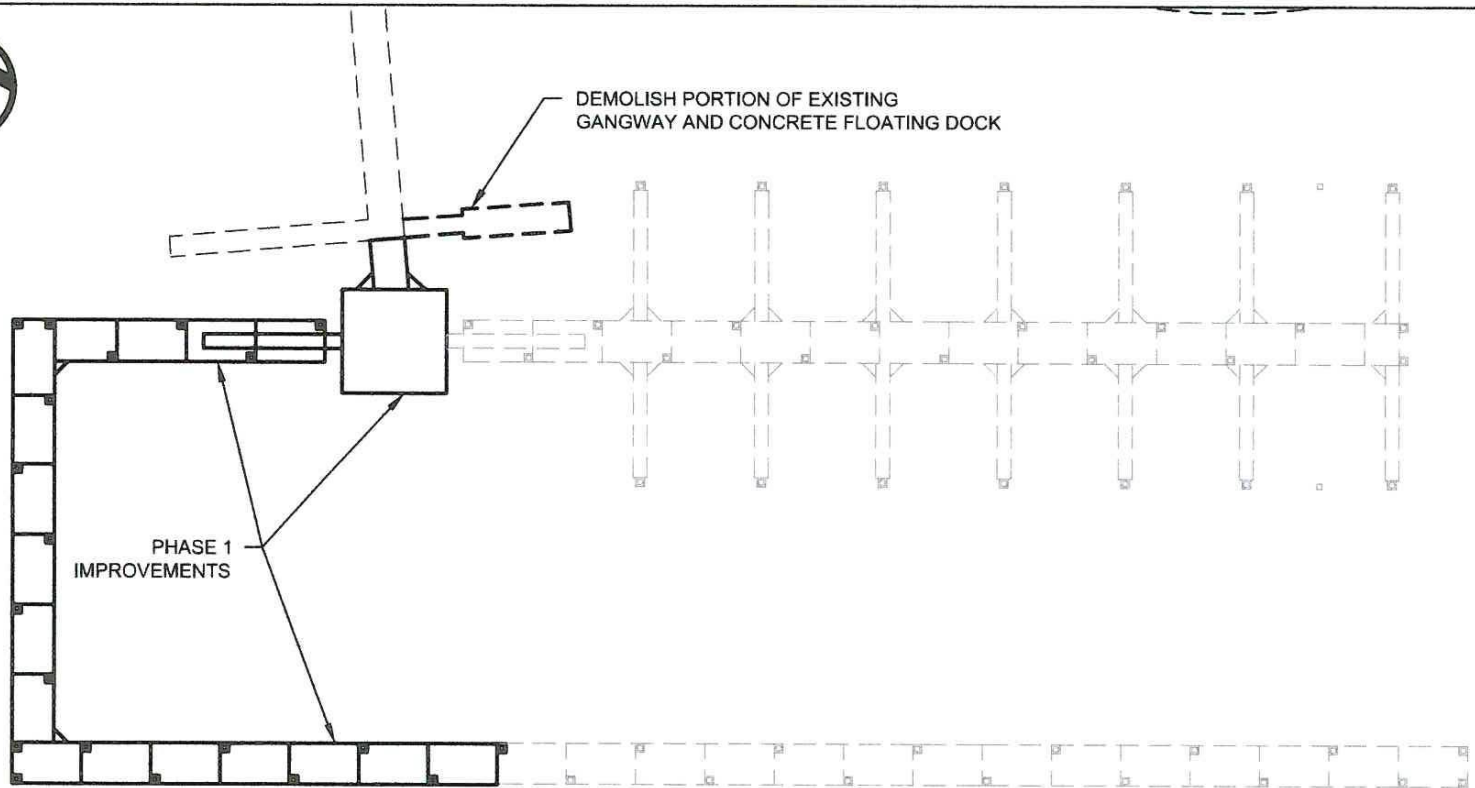 DEMOLISH PORTION OF EXISTING
GANGWAY AND CONCRETE FLOATING DOCK
PHASE 1
IMPROVEMENTS